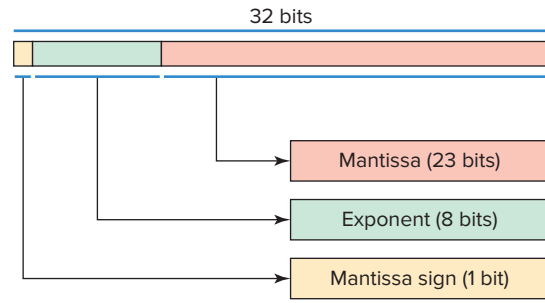 32 bits
Mantissa (23 bits)
Exponent (8 bits)
Mantissa sign (1 bit)